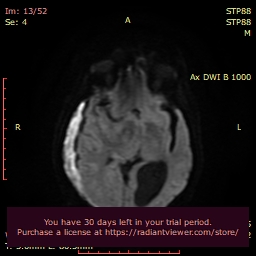 Im: 13/52
Se: 4
A
STP88
STP88
M
Ax DWI B 1000
R
L
You have 30 days left in your trial period.
Purchase a license at https://radiantviewer.com/store/